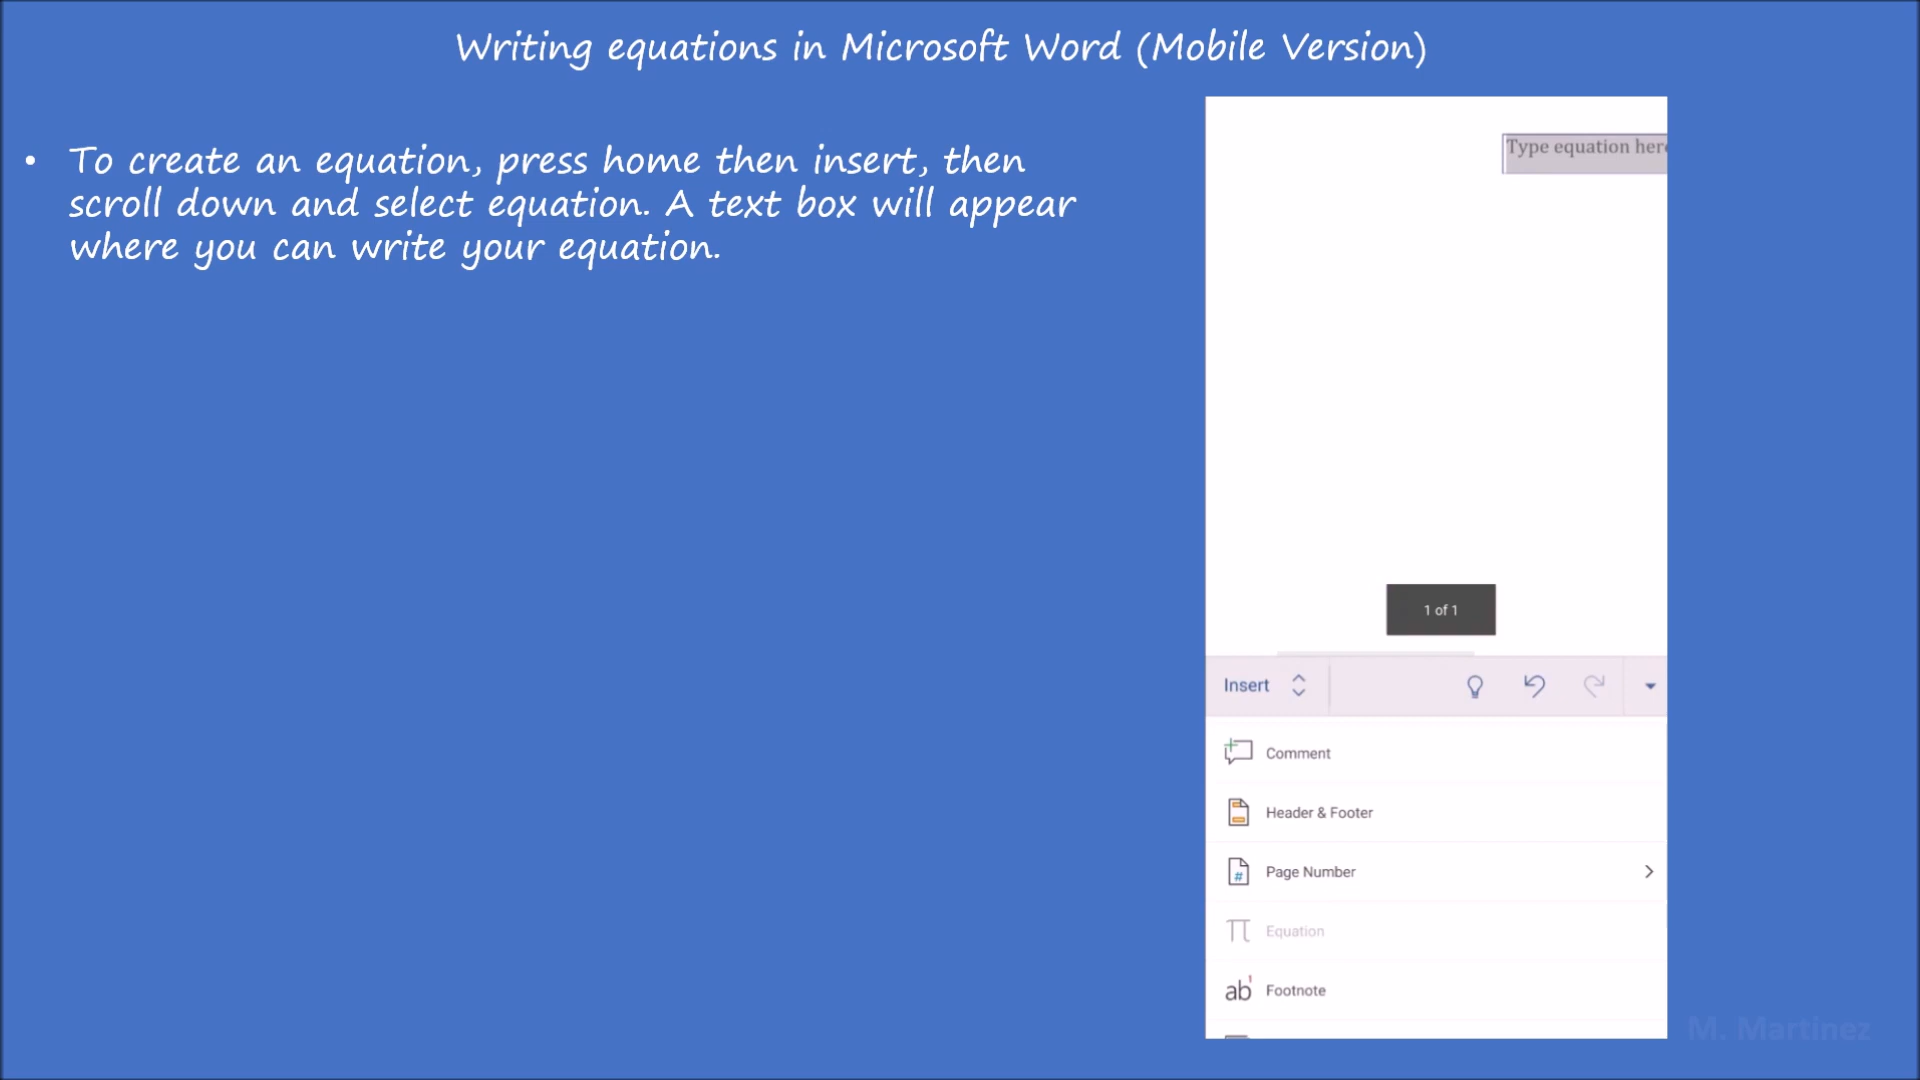 Writing equations in Microsoft Word (Mobile Version)
• To create an equation, press home then insert, then
scroll down and select equation. A text box will appear
where you can write your equation.
Type equation here
1 of 1
Insert
Comment
Header & Footer
Page Number
Equation
Footnote
M. Martinez